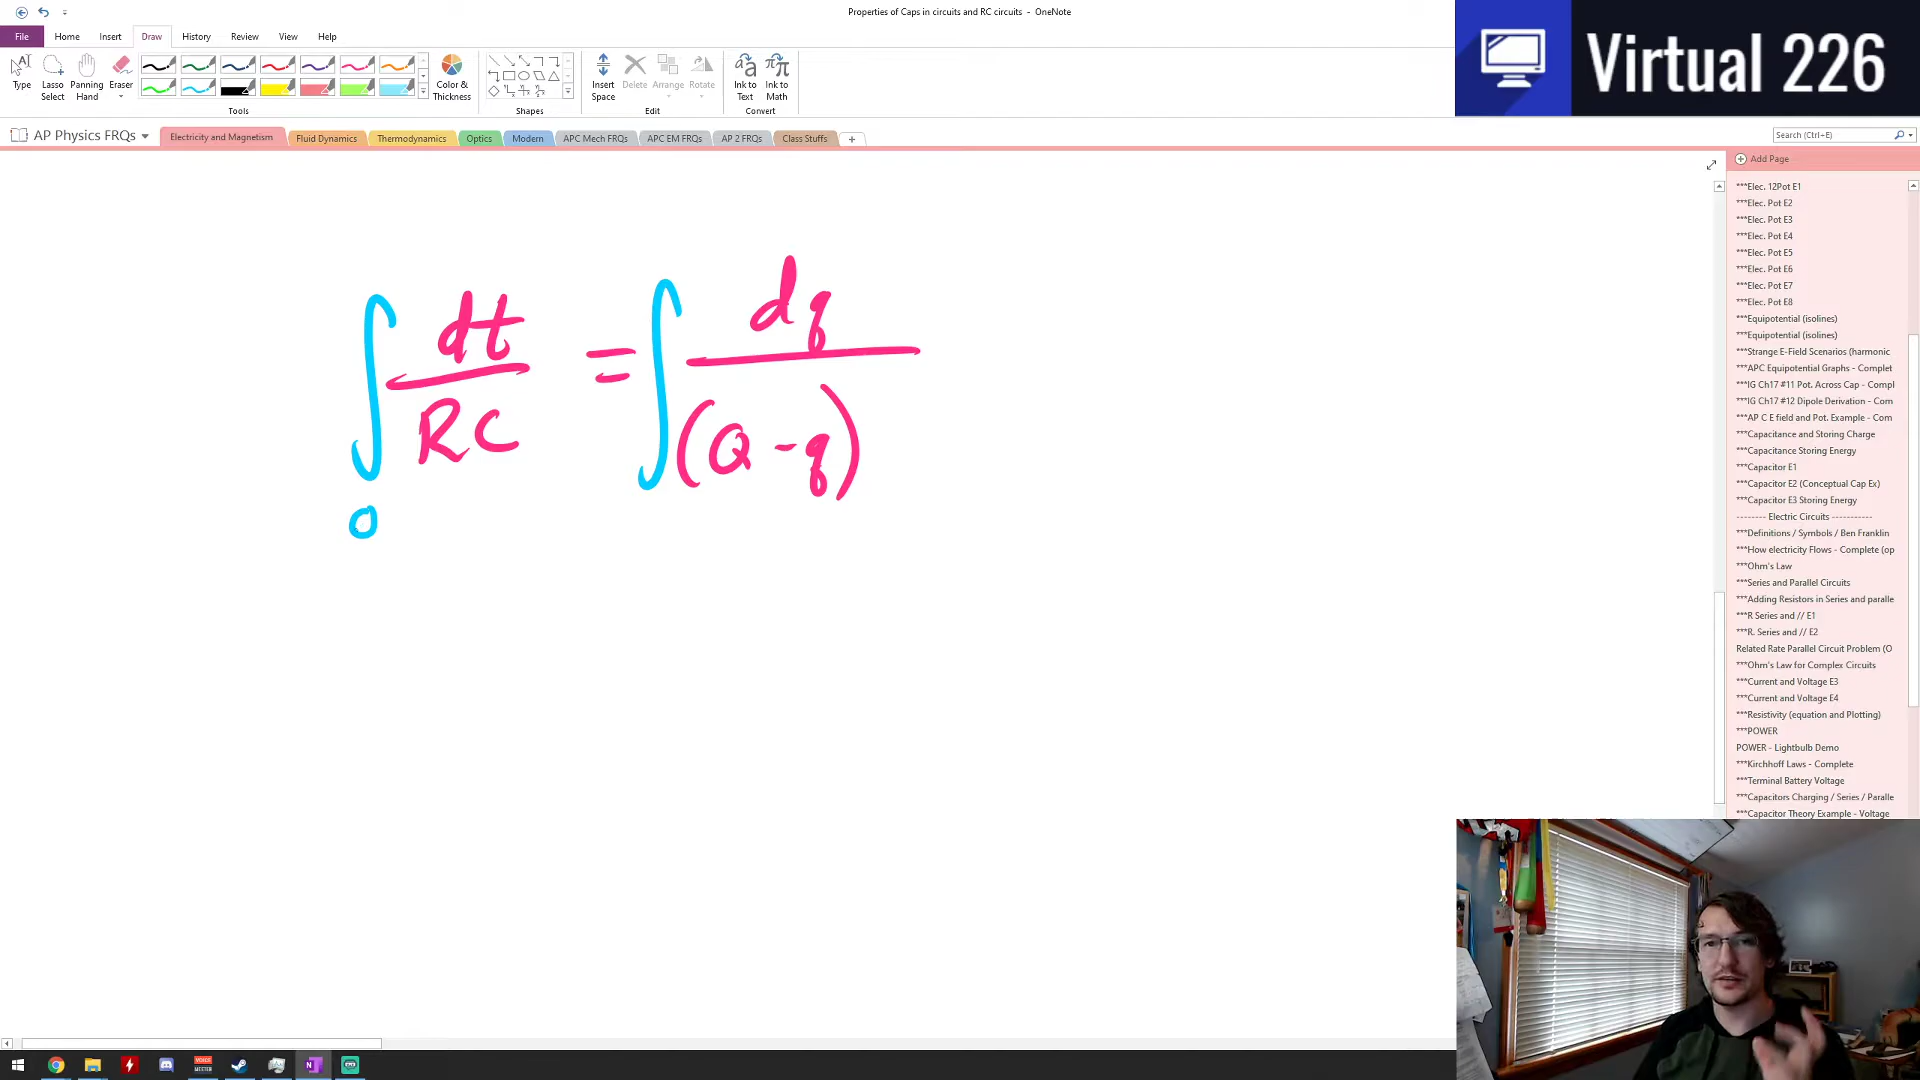 Properties of Caps in circuits and RC circuits - OneNote
File Home Insert Draw History Review View Help
Type
Lasso Select
Panning Hand
Eraser
Color & Thickness
Insert Space
Delete
Arrange
Rotate
Ink to Text
Ink to Math
Tools
Shapes
Edit
Convert
Virtual 226
AP Physics FRQs
Electricity and Magnetism
Fluid Dynamics
Thermodynamics
Optics
Modern
APC Mech FRQs
APC EM FRQs
AP 2 FRQs
Class Stuffs
+
Search (Ctrl+E)
Add Page
***Elec. 12Pot E1
***Elec. Pot E2
***Elec. Pot E3
***Elec. Pot E4
***Elec. Pot E5
***Elec. Pot E6
***Elec. Pot E7
***Elec. Pot E8
***Equipotential (isolines)
***Equipotential (isolines)
***Strange E-Field Scenarios (harmonic
***APC Equipotential Graphs - Complet
***IG Ch17 #11 Pot. Across Cap - Compl
***IG Ch17 #12 Dipole Derivation - Com
***AP C E field and Pot. Example - Com
***Capacitance and Storing Charge
***Capacitance Storing Energy
***Capacitor E1
***Capacitor E2 (Conceptual Cap Ex)
***Capacitor E3 Storing Energy
-------- Electric Circuits -----------
***Definitions / Symbols / Ben Franklin
***How electricity Flows - Complete (op
***Ohm's Law
***Series and Parallel Circuits
***Adding Resistors in Series and paralle
***R Series and // E1
***R. Series and // E2
Related Rate Parallel Circuit Problem (O
***Ohm's Law for Complex Circuits
***Current and Voltage E3
***Current and Voltage E4
***Resistivity (equation and Plotting)
***POWER
POWER - Lightbulb Demo
***Kirchhoff Laws - Complete
***Terminal Battery Voltage
***Capacitors Charging / Series / Paralle
***Capacitor Theory Example - Voltage
∫ dt / RC = ∫ dq / (Q - q)
0